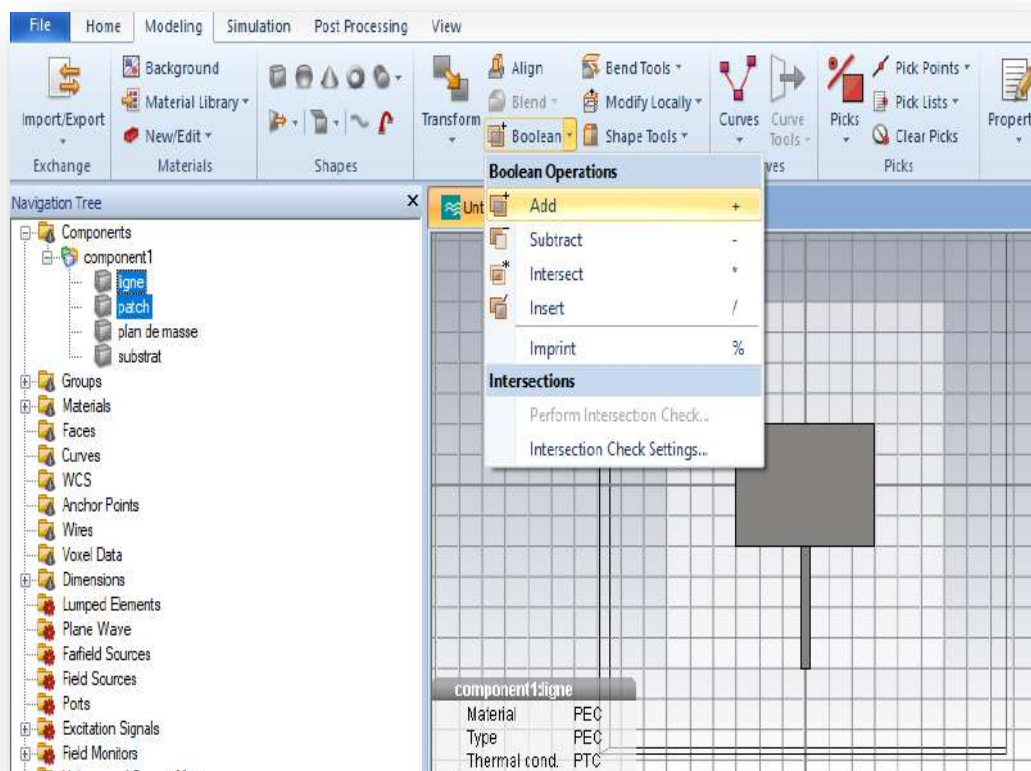 File Home Modeling Simulation Post Processing View
Background
Material Library
New/Edit
Import/Export
Exchange
Materials
Shapes
Transform
Align
Blend
Boolean
Bend Tools
Modify Locally
Shape Tools
Curves
Curve Tools
Picks
Pick Points
Pick Lists
Clear Picks
Picks
Propert
ves
Boolean Operations
Add +
Subtract -
Intersect *
Insert /
Imprint %
Intersections
Perform Intersection Check...
Intersection Check Settings...
Navigation Tree X
Unt
Components
component1
ligne
patch
plan de masse
substrat
Groups
Materials
Faces
Curves
WCS
Anchor Points
Wires
Voxel Data
Dimensions
Lumped Elements
Plane Wave
Farfield Sources
Field Sources
Ports
Excitation Signals
Field Monitors
component1:ligne
Material PEC
Type PEC
Thermal cond. PTC